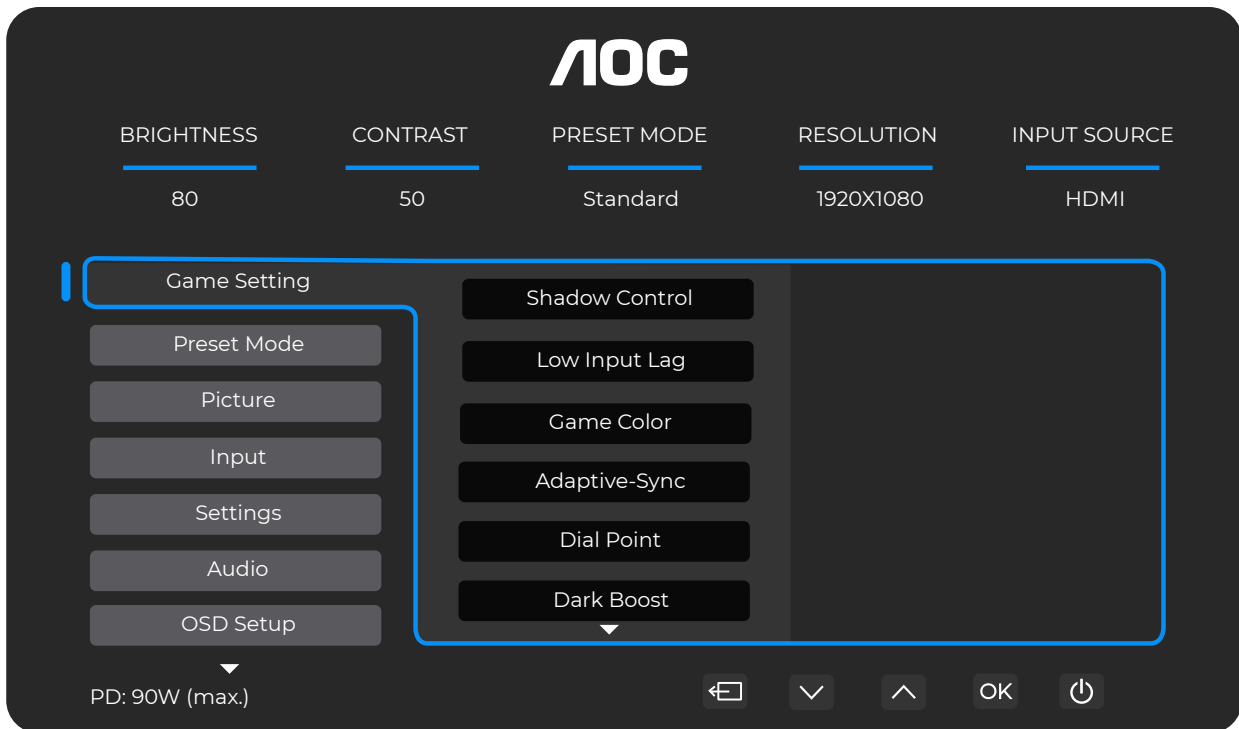 AOC
BRIGHTNESS CONTRAST PRESET MODE RESOLUTION INPUT SOURCE
80 50 Standard 1920X1080 HDMI
Game Setting
Preset Mode
Picture
Input
Settings
Audio
OSD Setup
Shadow Control
Low Input Lag
Game Color
Adaptive-Sync
Dial Point
Dark Boost
PD: 90W (max.)
OK